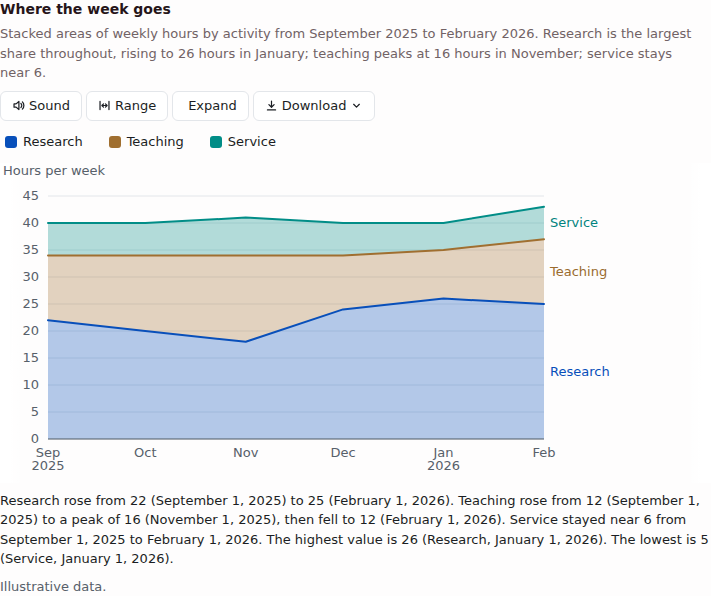 Where the week goes
Stacked areas of weekly hours by activity from September 2025 to February 2026. Research is the largest
share throughout, rising to 26 hours in January; teaching peaks at 16 hours in November; service stays
near 6.
Sound
Range
Expand
Download
Research
Teaching
Service
Hours per week
45
40
35
30
25
20
15
10
5
0
Service
Teaching
Research
Sep
2025
Oct
Nov
Dec
Jan
2026
Feb
Research rose from 22 (September 1, 2025) to 25 (February 1, 2026). Teaching rose from 12 (September 1,
2025) to a peak of 16 (November 1, 2025), then fell to 12 (February 1, 2026). Service stayed near 6 from
September 1, 2025 to February 1, 2026. The highest value is 26 (Research, January 1, 2026). The lowest is 5
(Service, January 1, 2026).
Illustrative data.